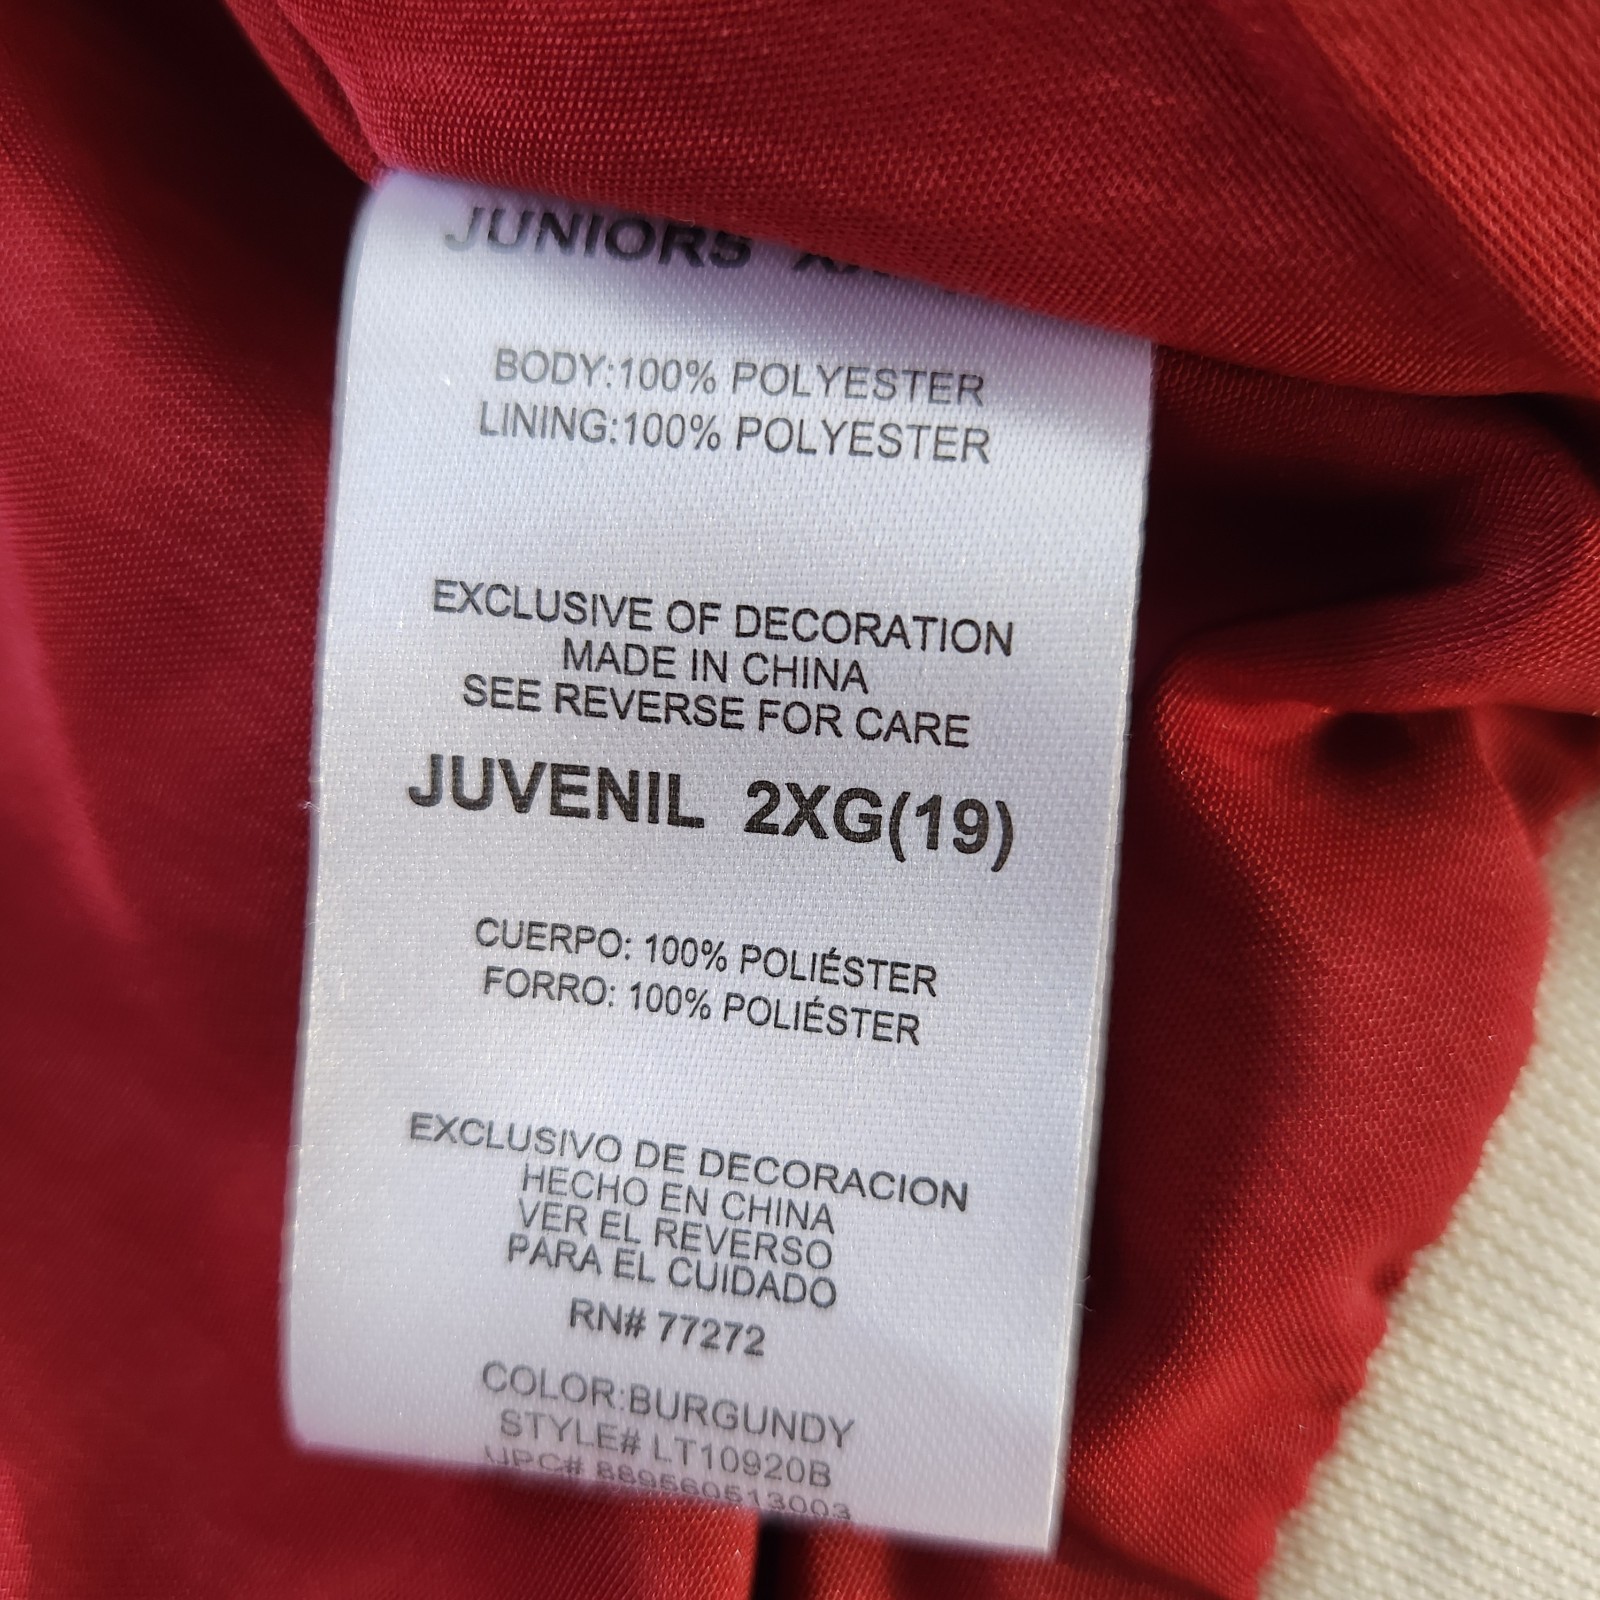 JUNIORS
BODY:100% POLYESTER
LINING:100% POLYESTER
EXCLUSIVE OF DECORATION
MADE IN CHINA
SEE REVERSE FOR CARE
JUVENIL 2XG(19)
CUERPO: 100% POLIÉSTER
FORRO: 100% POLIÉSTER
EXCLUSIVO DE DECORACION
HECHO EN CHINA
VER EL REVERSO
PARA EL CUIDADO
RN# 77272
COLOR:BURGUNDY
STYLE# LT10920B
UPC# 889560513003